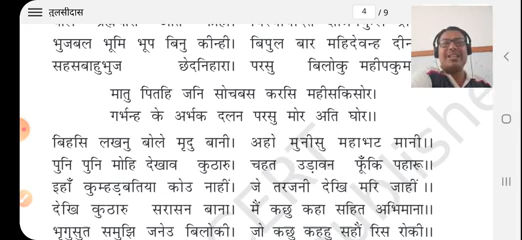 तुलसीदास
4 / 9
भुजबल भूमि भूप बिनु कीन्ही। बिपुल बार महिदेवन्ह
सहसबाहुभुज छेदनिहारा। परसु बिलोकु
मातु पितहि जनि सोचबस करसि महीसकिसोर।
गर्भन्ह के अर्भक दलन परसु मोर अति घोर।।
बिहसि लखनु बोले मृदु बानी। अहो मुनीसु महाभट मानी।।
पुनि पुनि मोहि देखाव कुठारु। चहत उड़ावन फूँकि पहारू।।
इहाँ कुम्हड़बतिया कोउ नाहीं। जे तरजनी देखि मरि जाहीं ।।
देखि कुठारु सरासन बाना। मैं कछु कहा सहित अभिमाना।।
भृगुसुत समुझि जनेउ बिलोकी। जो कछु कहहु सहौं रिस रोकी।